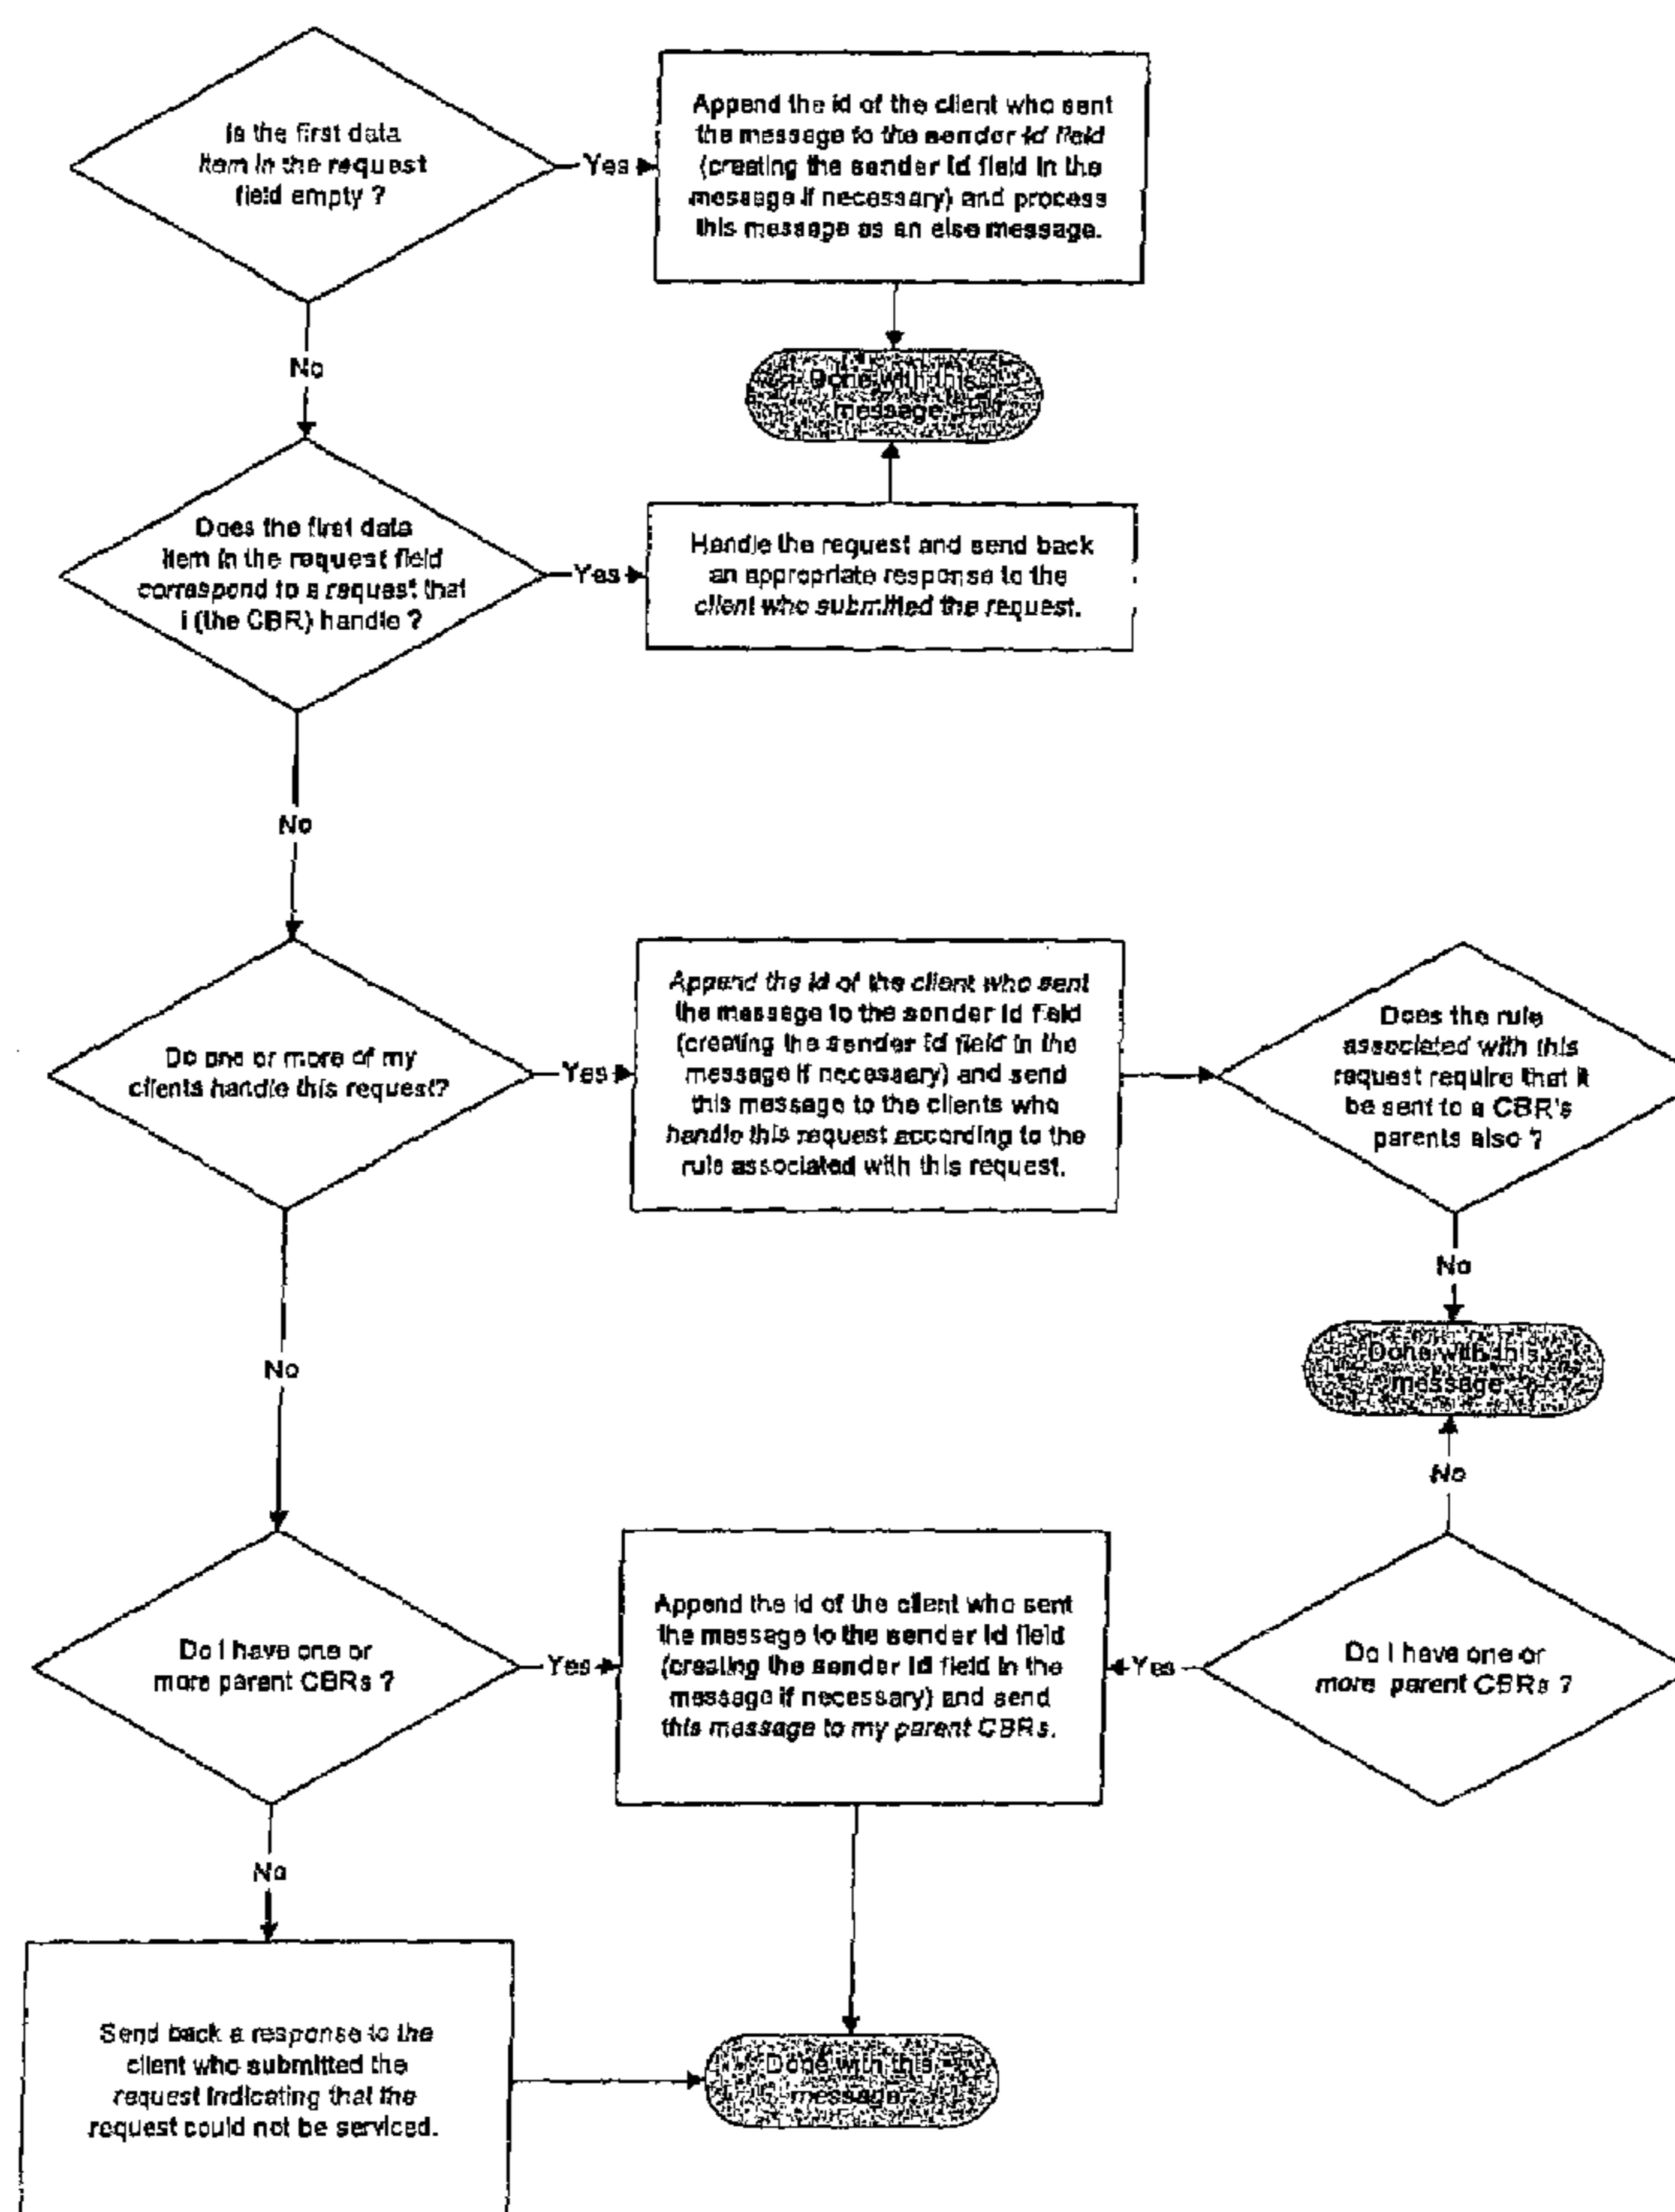 Is the first data
item in the request
field empty ?
Yes
Append the id of the client who sent
the message to the sender id field
(creating the sender id field in the
message if necessary) and process
this message as an else message.
No
Done with this
message.
Does the first data
item in the request field
correspond to a request that
i (the CBR) handle ?
Yes
Handle the request and send back
an appropriate response to the
client who submitted the request.
No
Do one or more of my
clients handle this request?
Yes
Append the id of the client who sent
the message to the sender id field
(creating the sender id field in the
message if necessary) and send
this message to the clients who
handle this request according to the
rule associated with this request.
Does the rule
associated with this
request require that it
be sent to a CBR's
parents also ?
No
Done with this
message.
No
No
Do I have one or
more parent CBRs ?
Yes
Append the id of the client who sent
the message to the sender id field
(creating the sender id field in the
message if necessary) and send
this message to my parent CBRs.
Yes
Do I have one or
more parent CBRs ?
No
Send back a response to the
client who submitted the
request indicating that the
request could not be serviced.
Done with this
message.